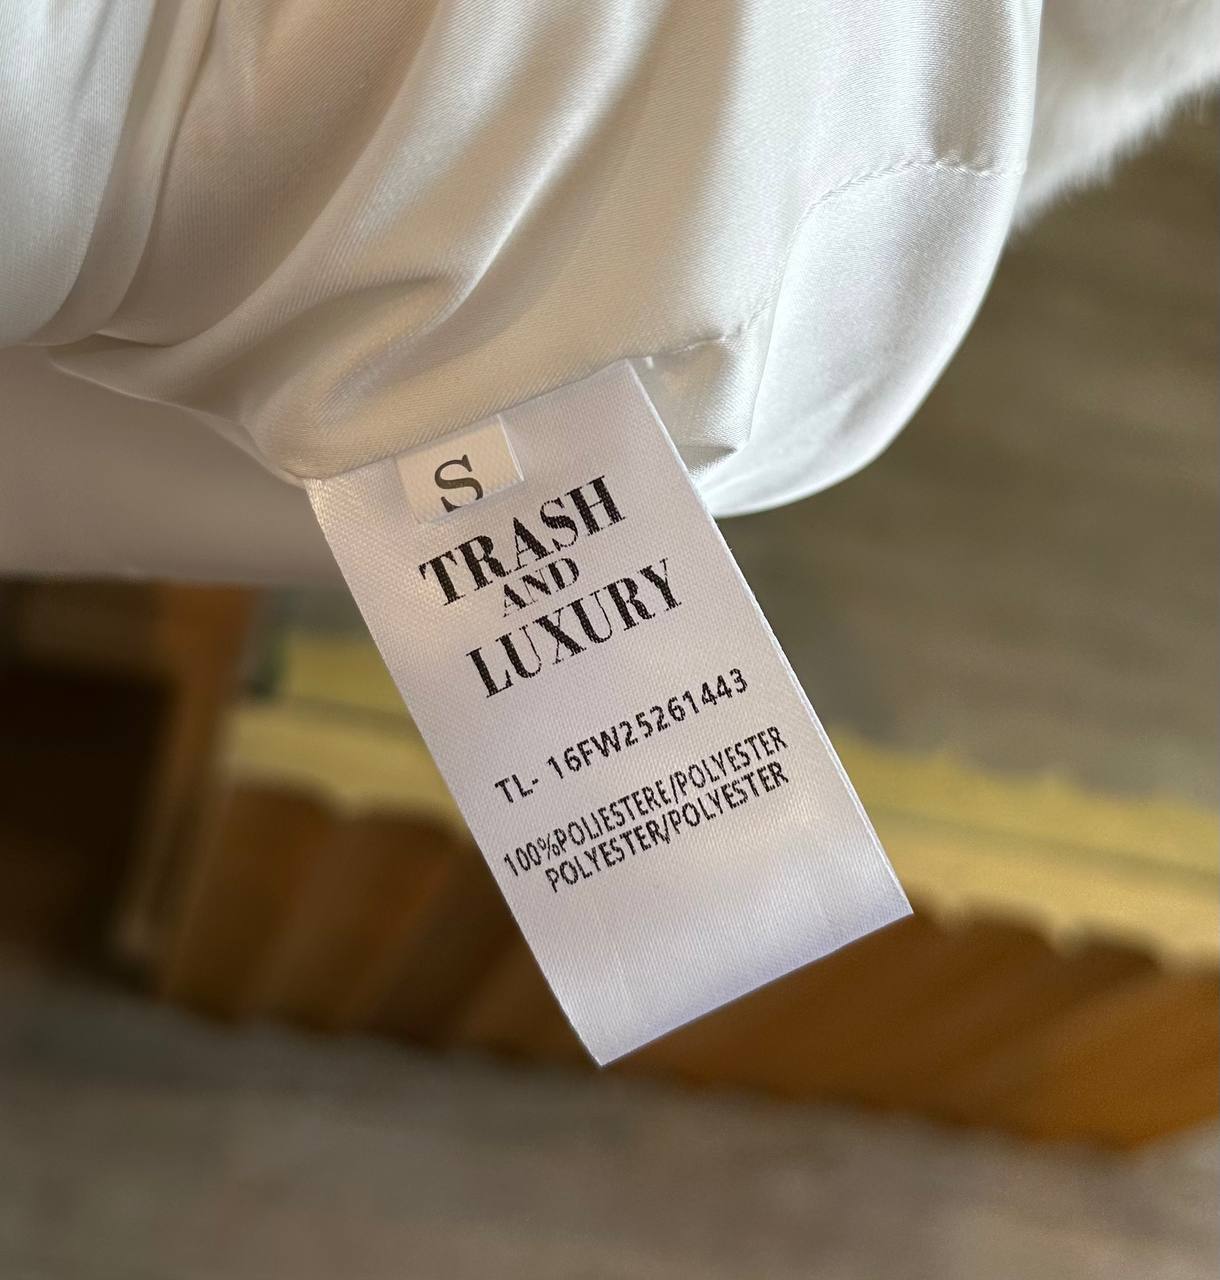 S
TRASH
AND
LUXURY
TL- 16FW25261443
100%POLIESTERE/POLYESTER
POLYESTER/POLYESTER